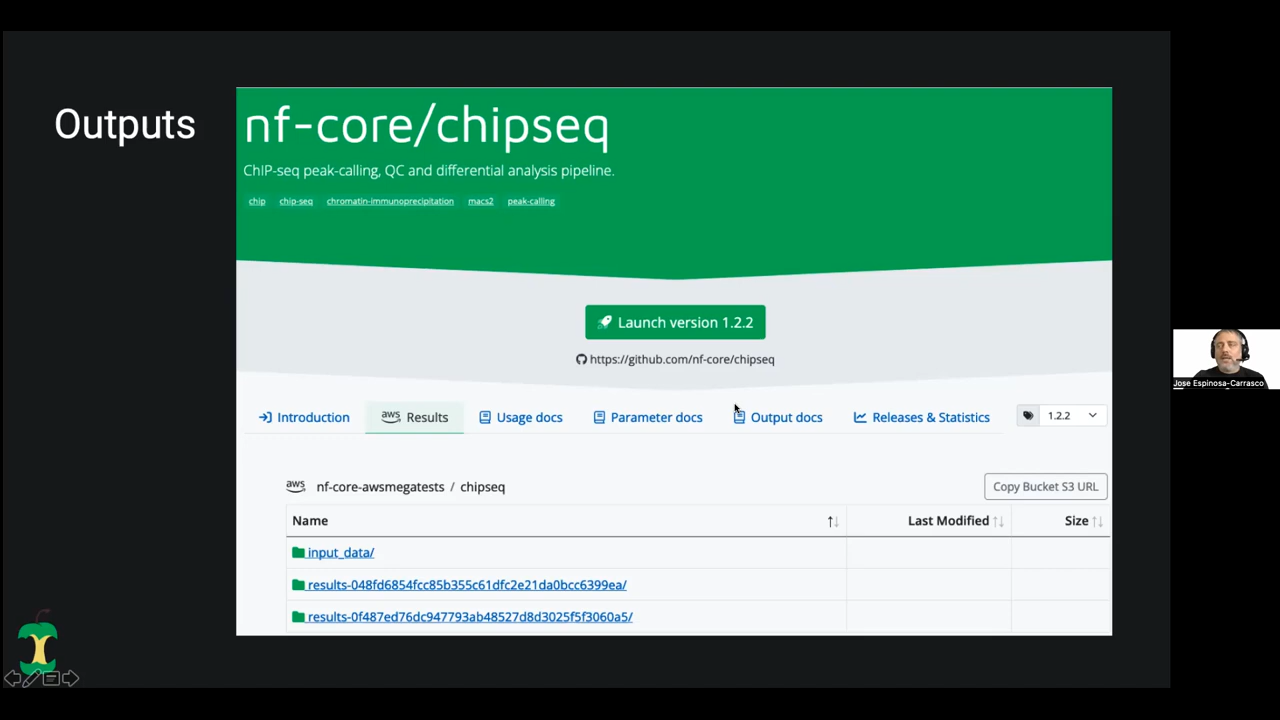 Outputs
nf-core/chipseq
ChIP-seq peak-calling, QC and differential analysis pipeline.
chip chip-seq chromatin-immunoprecipitation macs2 peak-calling
Launch version 1.2.2
https://github.com/nf-core/chipseq
Introduction aws Results Usage docs Parameter docs Output docs Releases & Statistics 1.2.2
aws nf-core-awsmegatests / chipseq Copy Bucket S3 URL
Name Last Modified Size
input_data/
results-048fd6854fcc85b355c61dfc2e21da0bcc6399ea/
results-0f487ed76dc947793ab48527d8d3025f5f3060a5/
Jose Espinosa-Carrasco